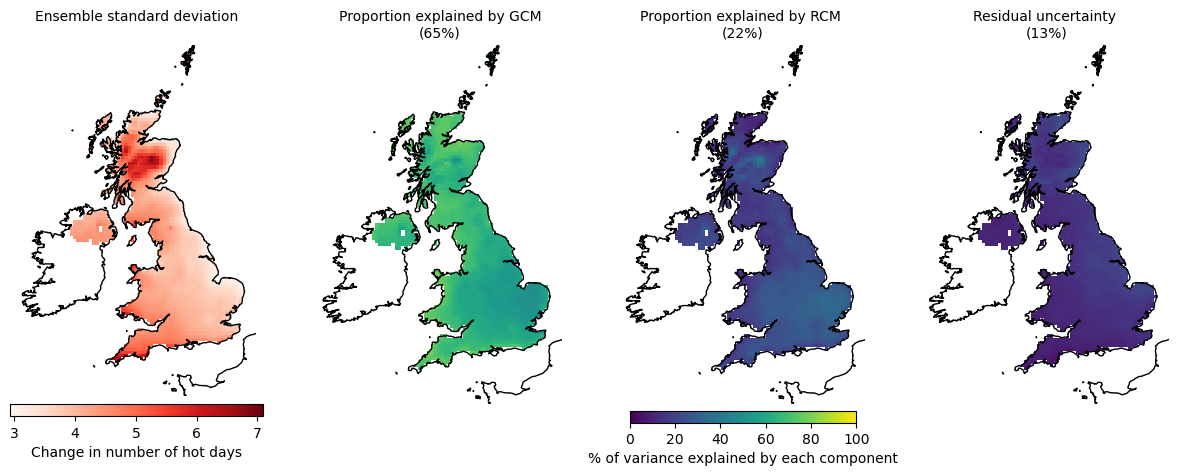 Ensemble standard deviation
Proportion explained by GCM
(65%)
Proportion explained by RCM
(22%)
Residual uncertainty
(13%)
3 4 5 6 7
Change in number of hot days
0 20 40 60 80 100
% of variance explained by each component